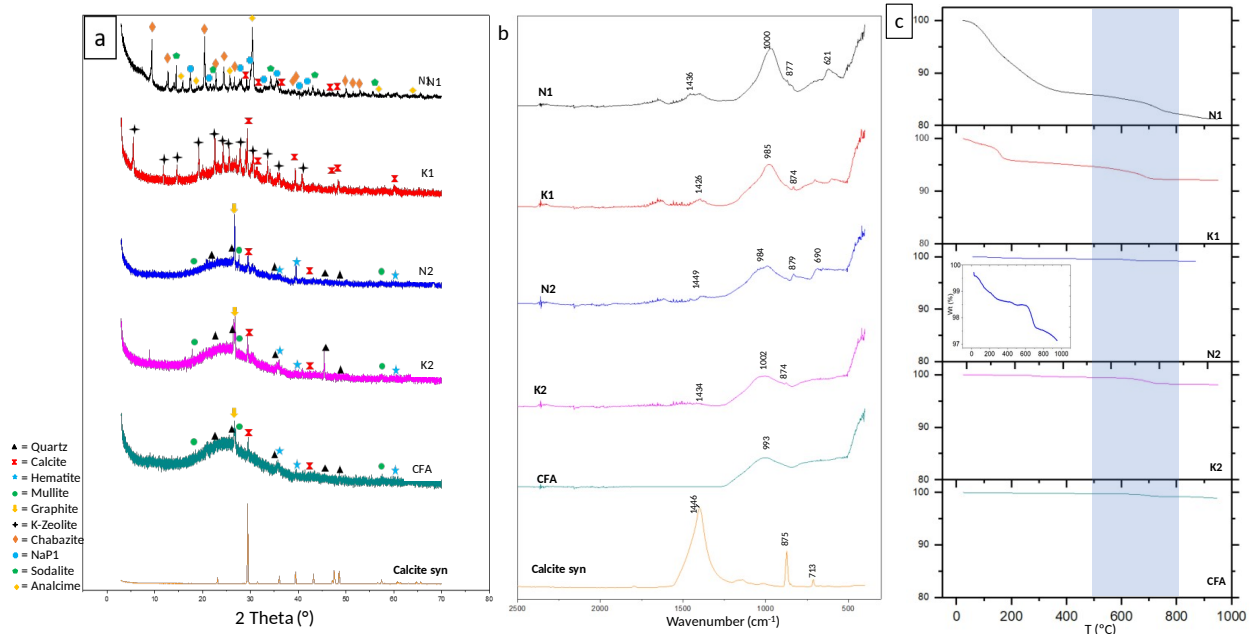 a
N1N1
K1
N2
K2
CFA
Calcite syn
0
10
20
30
40
50
60
70
80
2 Theta (°)
= Quartz
= Calcite
= Hematite
= Mullite
= Graphite
= K-Zeolite
= Chabazite
= NaP1
= Sodalite
= Analcime
b
1436
1000
877
621
N1
1426
985
874
K1
1449
984
879
690
N2
1434
1002
874
K2
993
CFA
1446
875
713
Calcite syn
2500
2000
1500
1000
500
Wavenumber (cm-1)
c
100
90
80
N1
100
90
80
K1
100
90
80
N2
Wt (%)
100
99
98
97
0
200
400
600
800
1000
100
90
80
K2
100
90
80
CFA
0
200
400
600
800
1000
T (°C)